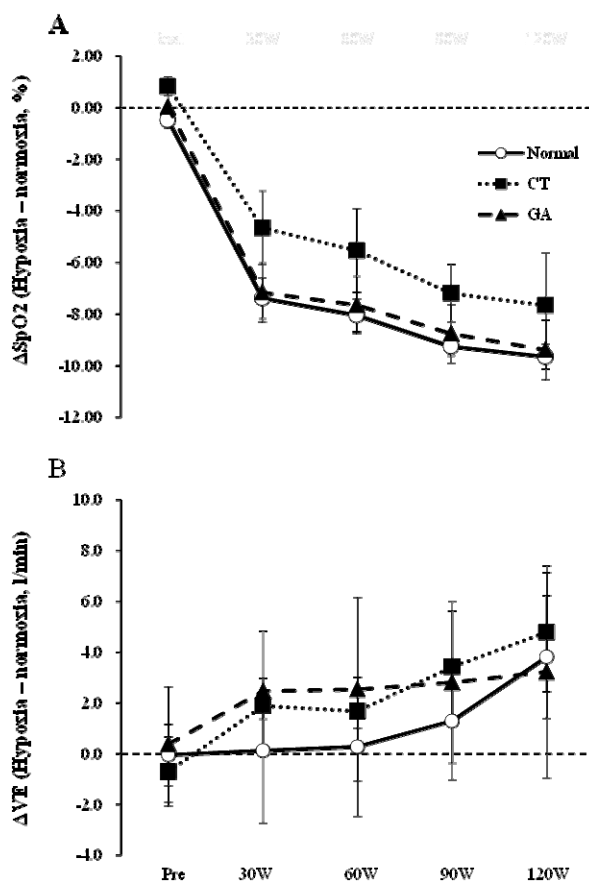 A
2.00
0.00
-2.00
-4.00
-6.00
-8.00
-10.00
-12.00
ΔSpO2 (Hypoxia – normoxia, %)
Normal
CT
GA
B
10.0
8.0
6.0
4.0
2.0
0.0
-2.0
-4.0
ΔVE (Hypoxia – normoxia, l/min)
Pre 30W 60W 90W 120W